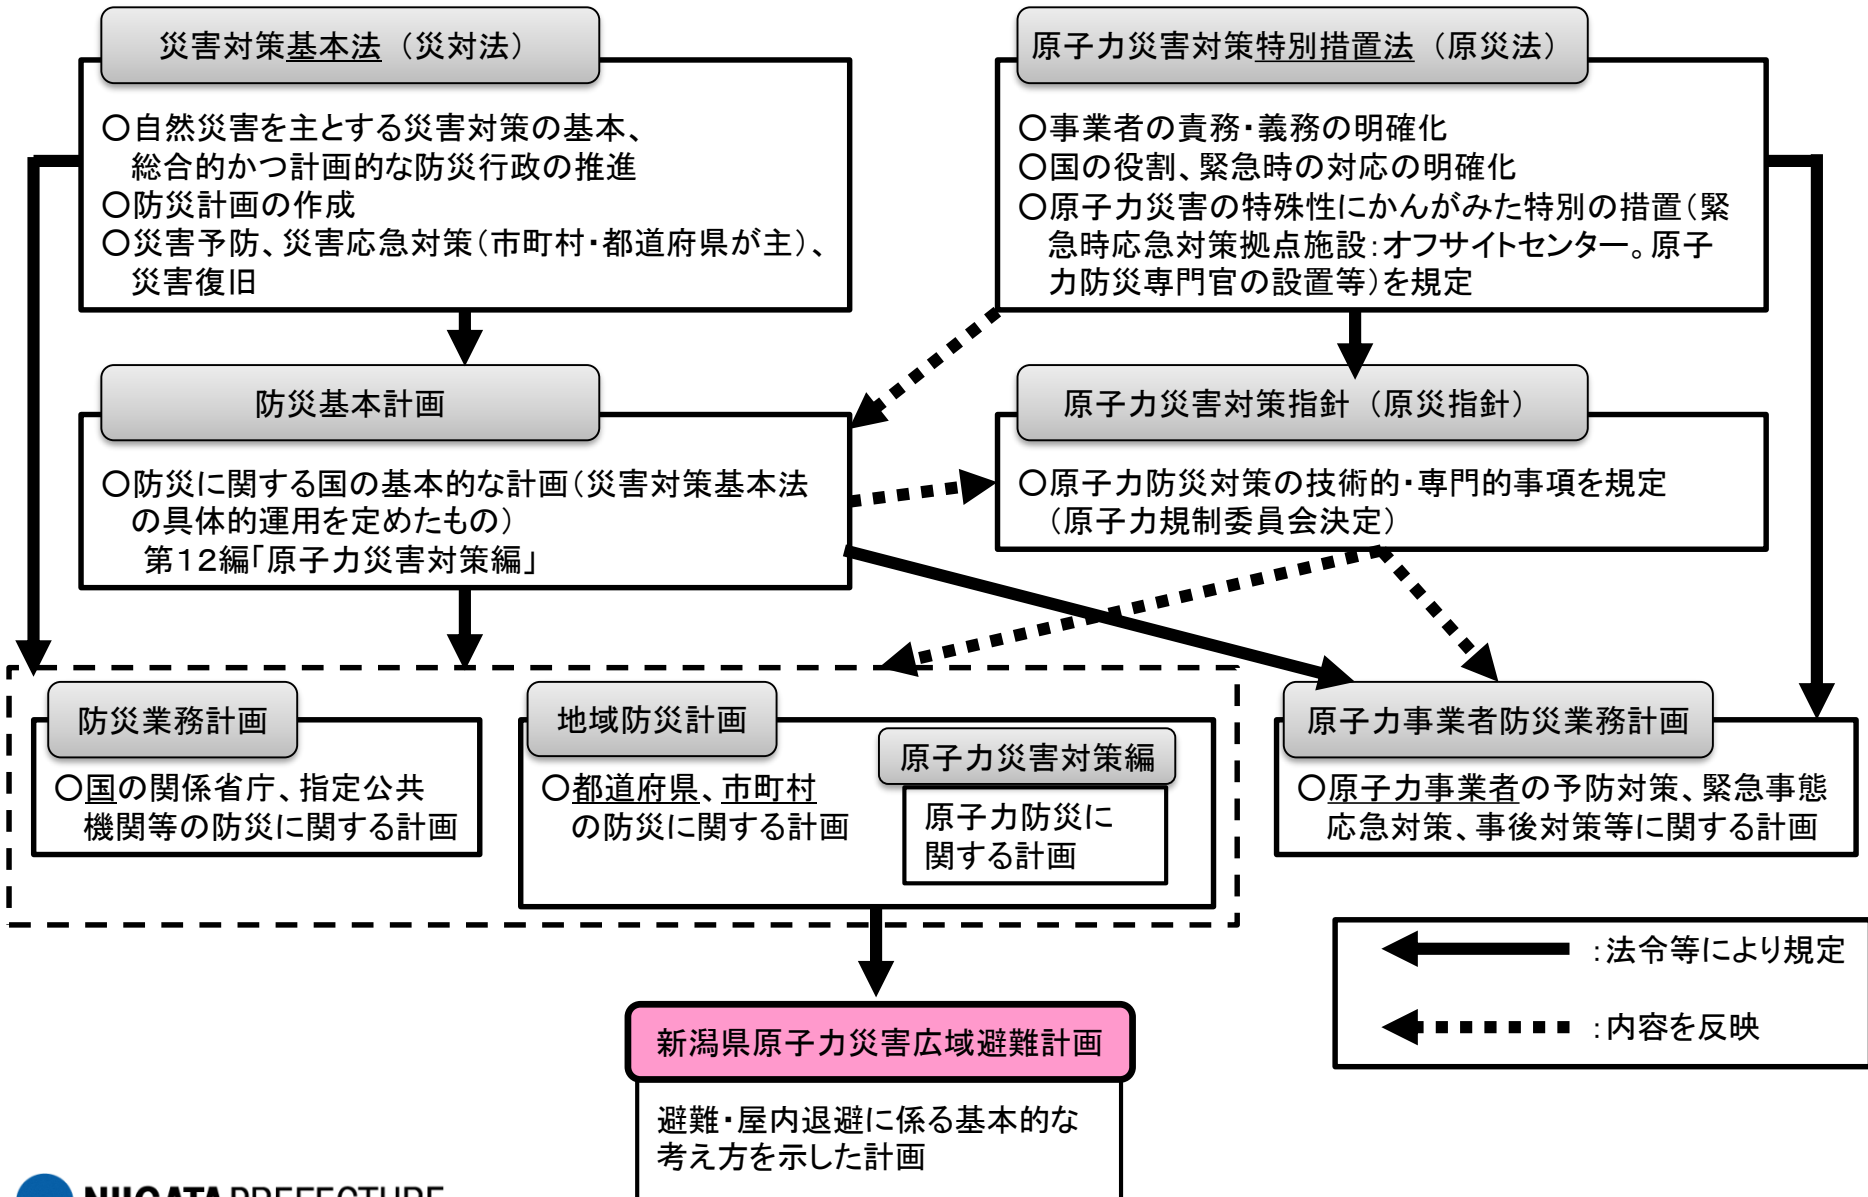 災害対策基本法（災対法）
〇自然災害を主とする災害対策の基本、
総合的かつ計画的な防災行政の推進
〇防災計画の作成
〇災害予防、災害応急対策（市町村・都道府県が主）、
災害復旧
原子力災害対策特別措置法（原災法）
〇事業者の責務・義務の明確化
〇国の役割、緊急時の対応の明確化
〇原子力災害の特殊性にかんがみた特別の措置（緊
急時応急対策拠点施設：オフサイトセンター。原子
力防災専門官の設置等）を規定
防災基本計画
〇防災に関する国の基本的な計画（災害対策基本法
の具体的運用を定めたもの）
第１２編「原子力災害対策編」
原子力災害対策指針（原災指針）
〇原子力防災対策の技術的・専門的事項を規定
（原子力規制委員会決定）
防災業務計画
〇国の関係省庁、指定公共
機関等の防災に関する計画
地域防災計画
〇都道府県、市町村
の防災に関する計画
原子力災害対策編
原子力防災に
関する計画
原子力事業者防災業務計画
〇原子力事業者の予防対策、緊急事態
応急対策、事後対策等に関する計画
：法令等により規定
：内容を反映
新潟県原子力災害広域避難計画
避難・屋内退避に係る基本的な
考え方を示した計画
NIIGATA PREFECTURE